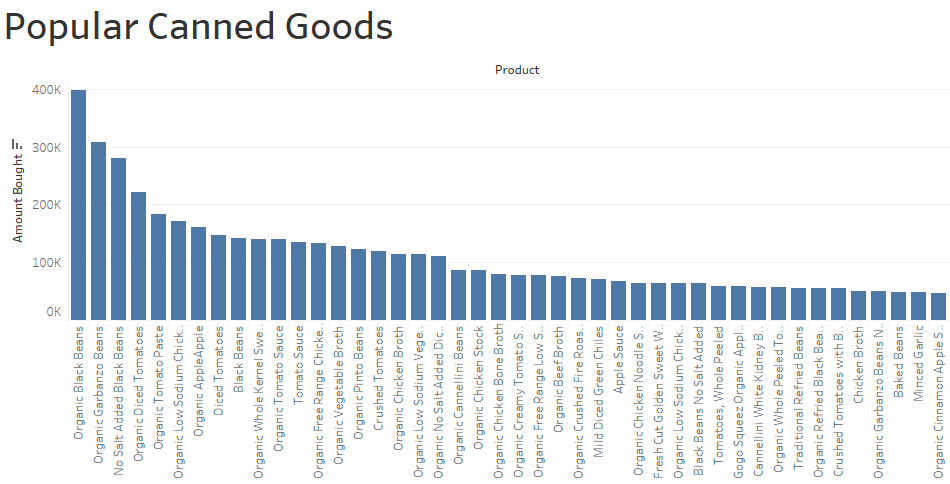 Popular Canned Goods
Product
Amount Bought
400K
300K
200K
100K
0K
Organic Black Beans
Organic Garbanzo Beans
No Salt Added Black Beans
Organic Diced Tomatoes
Organic Tomato Paste
Organic Low Sodium Chick..
Organic AppleApple
Diced Tomatoes
Black Beans
Organic Whole Kernel Swe..
Organic Tomato Sauce
Tomato Sauce
Organic Free Range Chicke..
Organic Vegetable Broth
Organic Pinto Beans
Crushed Tomatoes
Organic Chicken Broth
Organic Low Sodium Vege..
Organic No Salt Added Dic..
Organic Cannellini Beans
Organic Chicken Stock
Organic Chicken Bone Broth
Organic Creamy Tomato S..
Organic Free Range Low S..
Organic Beef Broth
Organic Crushed Fire Roas..
Mild Diced Green Chiles
Apple Sauce
Organic Chicken Noodle S..
Fresh Cut Golden Sweet W..
Organic Low Sodium Chick..
Black Beans No Salt Added
Tomatoes, Whole Peeled
Gogo Squeez Organic Appl..
Cannellini White Kidney B..
Organic Whole Peeled To..
Traditional Refried Beans
Organic Refried Black Bea..
Crushed Tomatoes with B..
Chicken Broth
Organic Garbanzo Beans N..
Baked Beans
Minced Garlic
Organic Cinnamon Apple S..